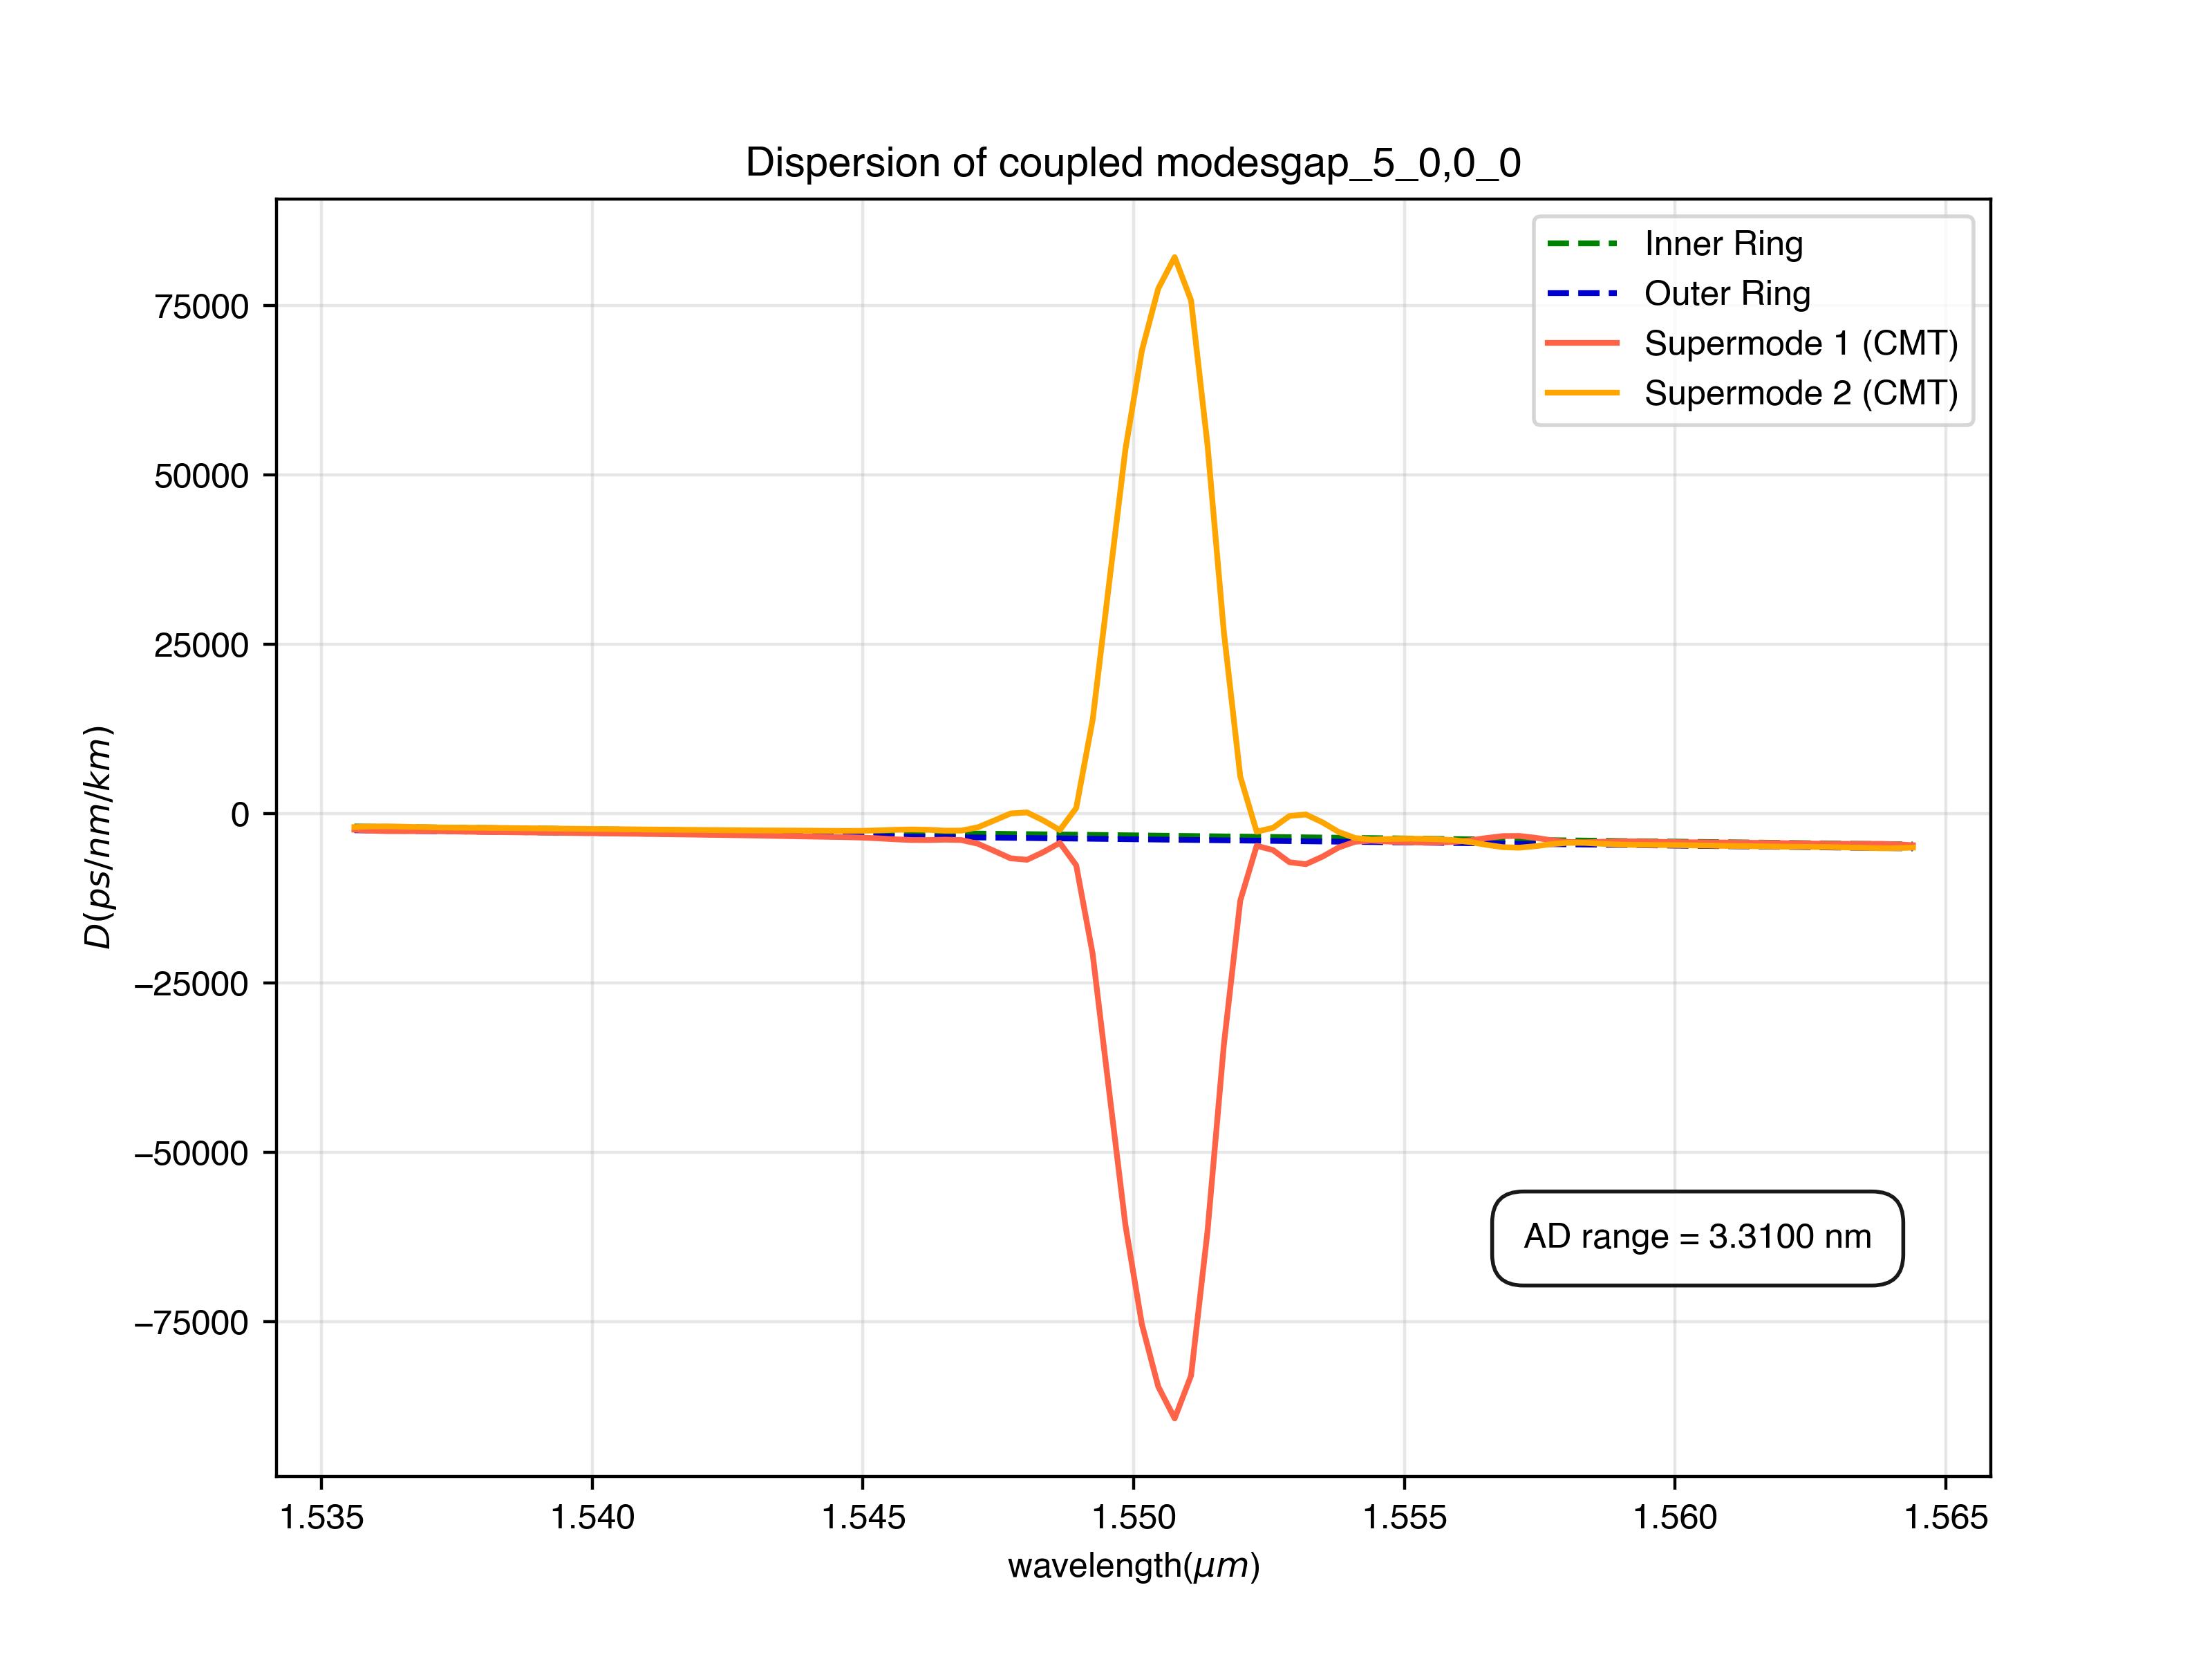 Dispersion of coupled modesgap_5_0,0_0
Inner Ring
Outer Ring
Supermode 1 (CMT)
Supermode 2 (CMT)
75000
50000
25000
0
−25000
−50000
−75000
D(ps/nm/km)
AD range = 3.3100 nm
1.535 1.540 1.545 1.550 1.555 1.560 1.565
wavelength(μm)